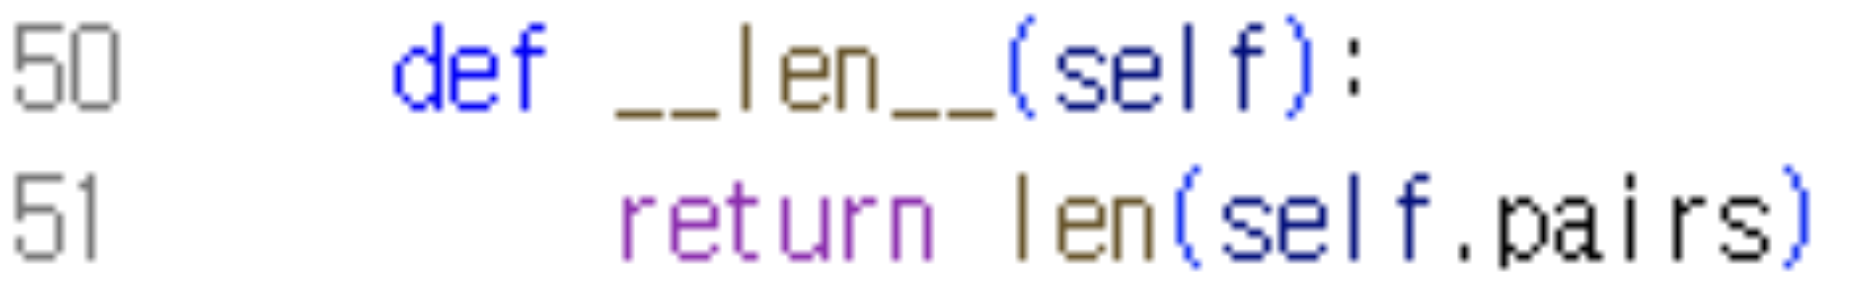 50    def __len__(self):
51        return len(self.pairs)